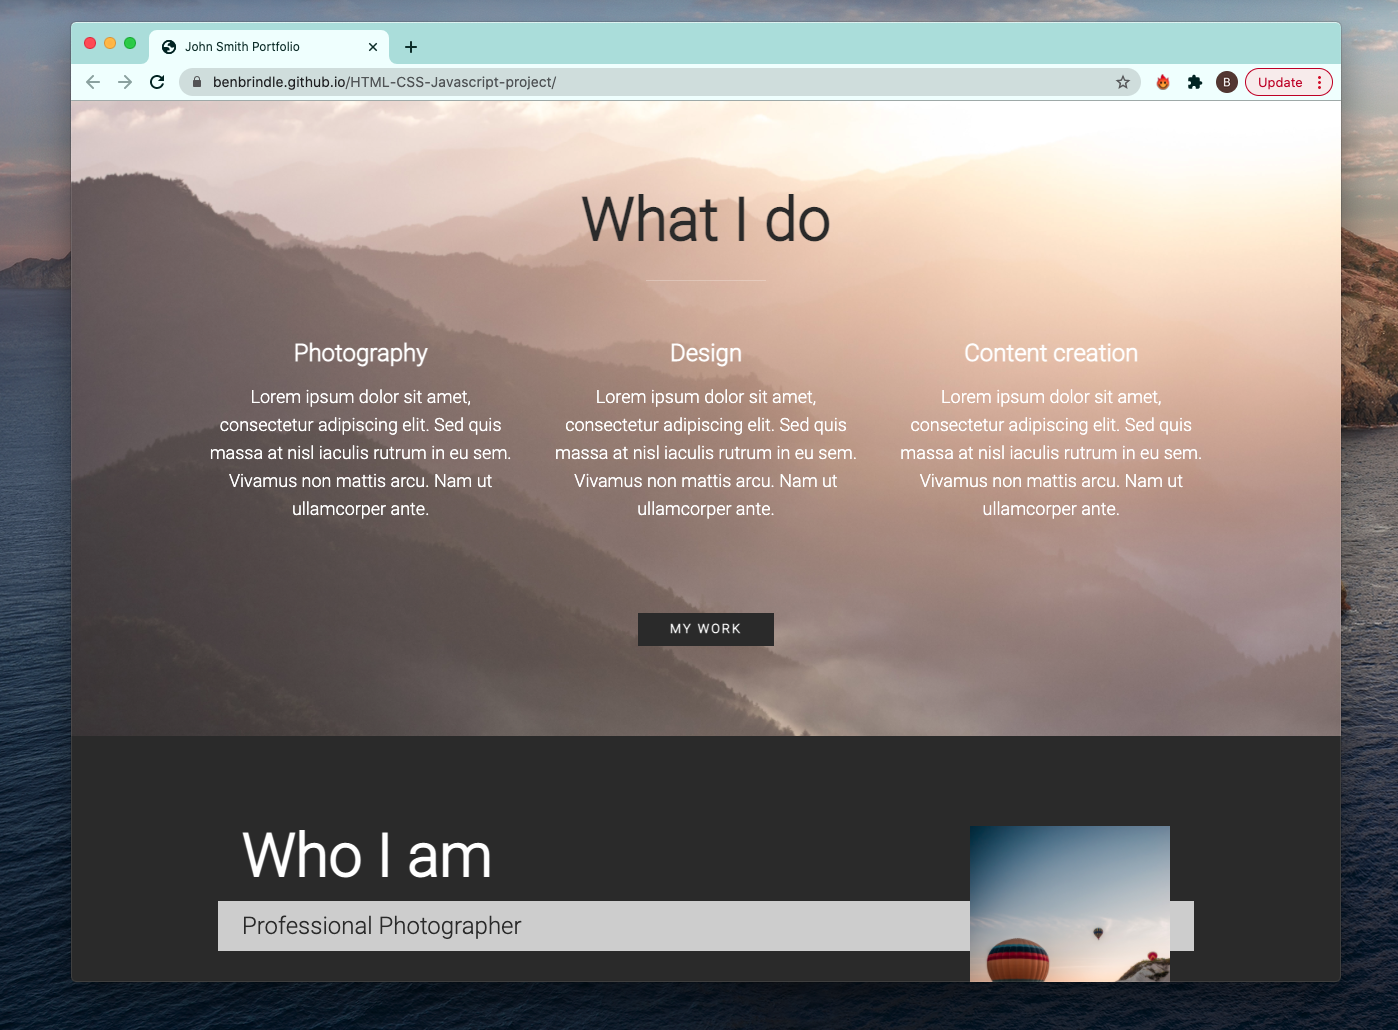 John Smith Portfolio
benbrindle.github.io/HTML-CSS-Javascript-project/
B
Update
What I do
Photography
Lorem ipsum dolor sit amet,
consectetur adipiscing elit. Sed quis
massa at nisl iaculis rutrum in eu sem.
Vivamus non mattis arcu. Nam ut
ullamcorper ante.
Design
Lorem ipsum dolor sit amet,
consectetur adipiscing elit. Sed quis
massa at nisl iaculis rutrum in eu sem.
Vivamus non mattis arcu. Nam ut
ullamcorper ante.
Content creation
Lorem ipsum dolor sit amet,
consectetur adipiscing elit. Sed quis
massa at nisl iaculis rutrum in eu sem.
Vivamus non mattis arcu. Nam ut
ullamcorper ante.
MY WORK
Who I am
Professional Photographer